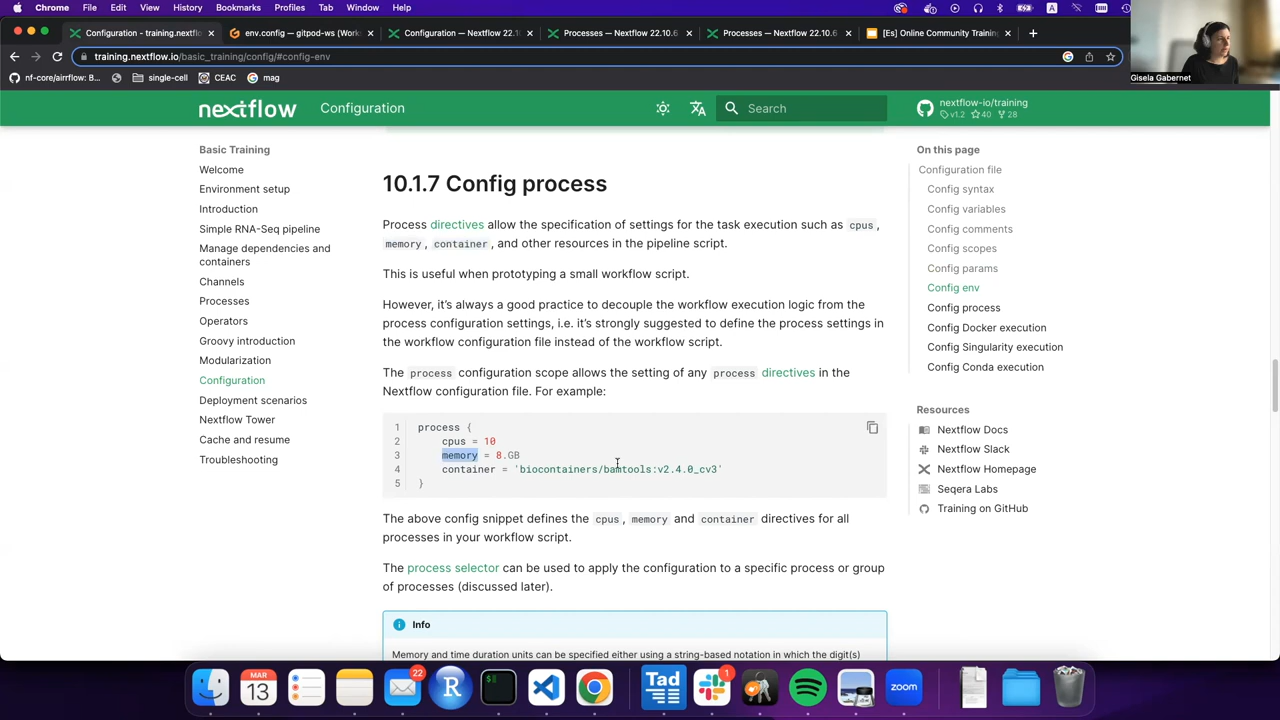 Chrome File Edit View History Bookmarks Profiles Tab Window Help
Configuration - training.nextfl
env.config — gitpod-ws (Works
Configuration — Nextflow 22.1
Processes — Nextflow 22.10.6
Processes — Nextflow 22.10.6
[Es] Online Community Trainin
training.nextflow.io/basic_training/config/#config-env
nf-core/airrflow: B...
single-cell
CEAC
mag
Gisela Gabernet
nextflow
Configuration
Search
nextflow-io/training
v1.2 40 28
Basic Training
Welcome
Environment setup
Introduction
Simple RNA-Seq pipeline
Manage dependencies and
containers
Channels
Processes
Operators
Groovy introduction
Modularization
Configuration
Deployment scenarios
Nextflow Tower
Cache and resume
Troubleshooting
10.1.7 Config process
Process directives allow the specification of settings for the task execution such as cpus,
memory, container, and other resources in the pipeline script.
This is useful when prototyping a small workflow script.
However, it's always a good practice to decouple the workflow execution logic from the
process configuration settings, i.e. it's strongly suggested to define the process settings in
the workflow configuration file instead of the workflow script.
The process configuration scope allows the setting of any process directives in the
Nextflow configuration file. For example:
1 process {
2 cpus = 10
3 memory = 8.GB
4 container = 'biocontainers/bamtools:v2.4.0_cv3'
5 }
The above config snippet defines the cpus, memory and container directives for all
processes in your workflow script.
The process selector can be used to apply the configuration to a specific process or group
of processes (discussed later).
Info
Memory and time duration units can be specified either using a string-based notation in which the digit(s)
On this page
Configuration file
Config syntax
Config variables
Config comments
Config scopes
Config params
Config env
Config process
Config Docker execution
Config Singularity execution
Config Conda execution
Resources
Nextflow Docs
Nextflow Slack
Nextflow Homepage
Seqera Labs
Training on GitHub
MAR
13
22
R
$
Tad
Text
1
zoom